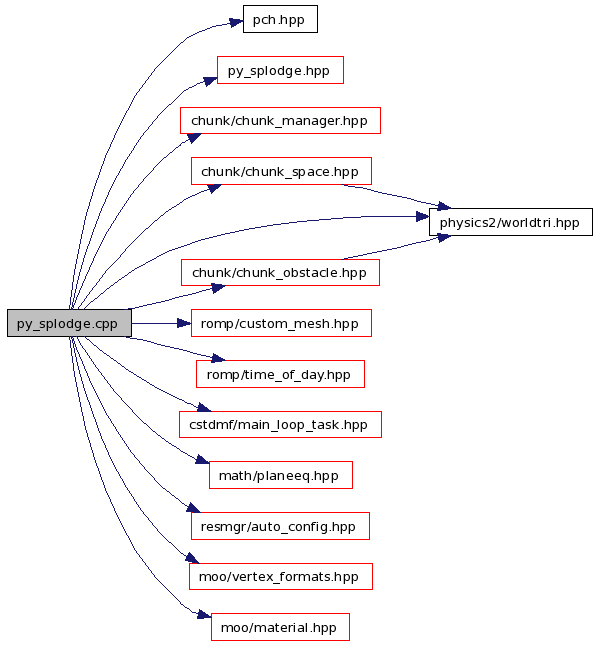 pch.hpp
py_splodge.hpp
chunk/chunk_manager.hpp
chunk/chunk_space.hpp
physics2/worldtri.hpp
chunk/chunk_obstacle.hpp
py_splodge.cpp
romp/custom_mesh.hpp
romp/time_of_day.hpp
cstdmf/main_loop_task.hpp
math/planeeq.hpp
resmgr/auto_config.hpp
moo/vertex_formats.hpp
moo/material.hpp